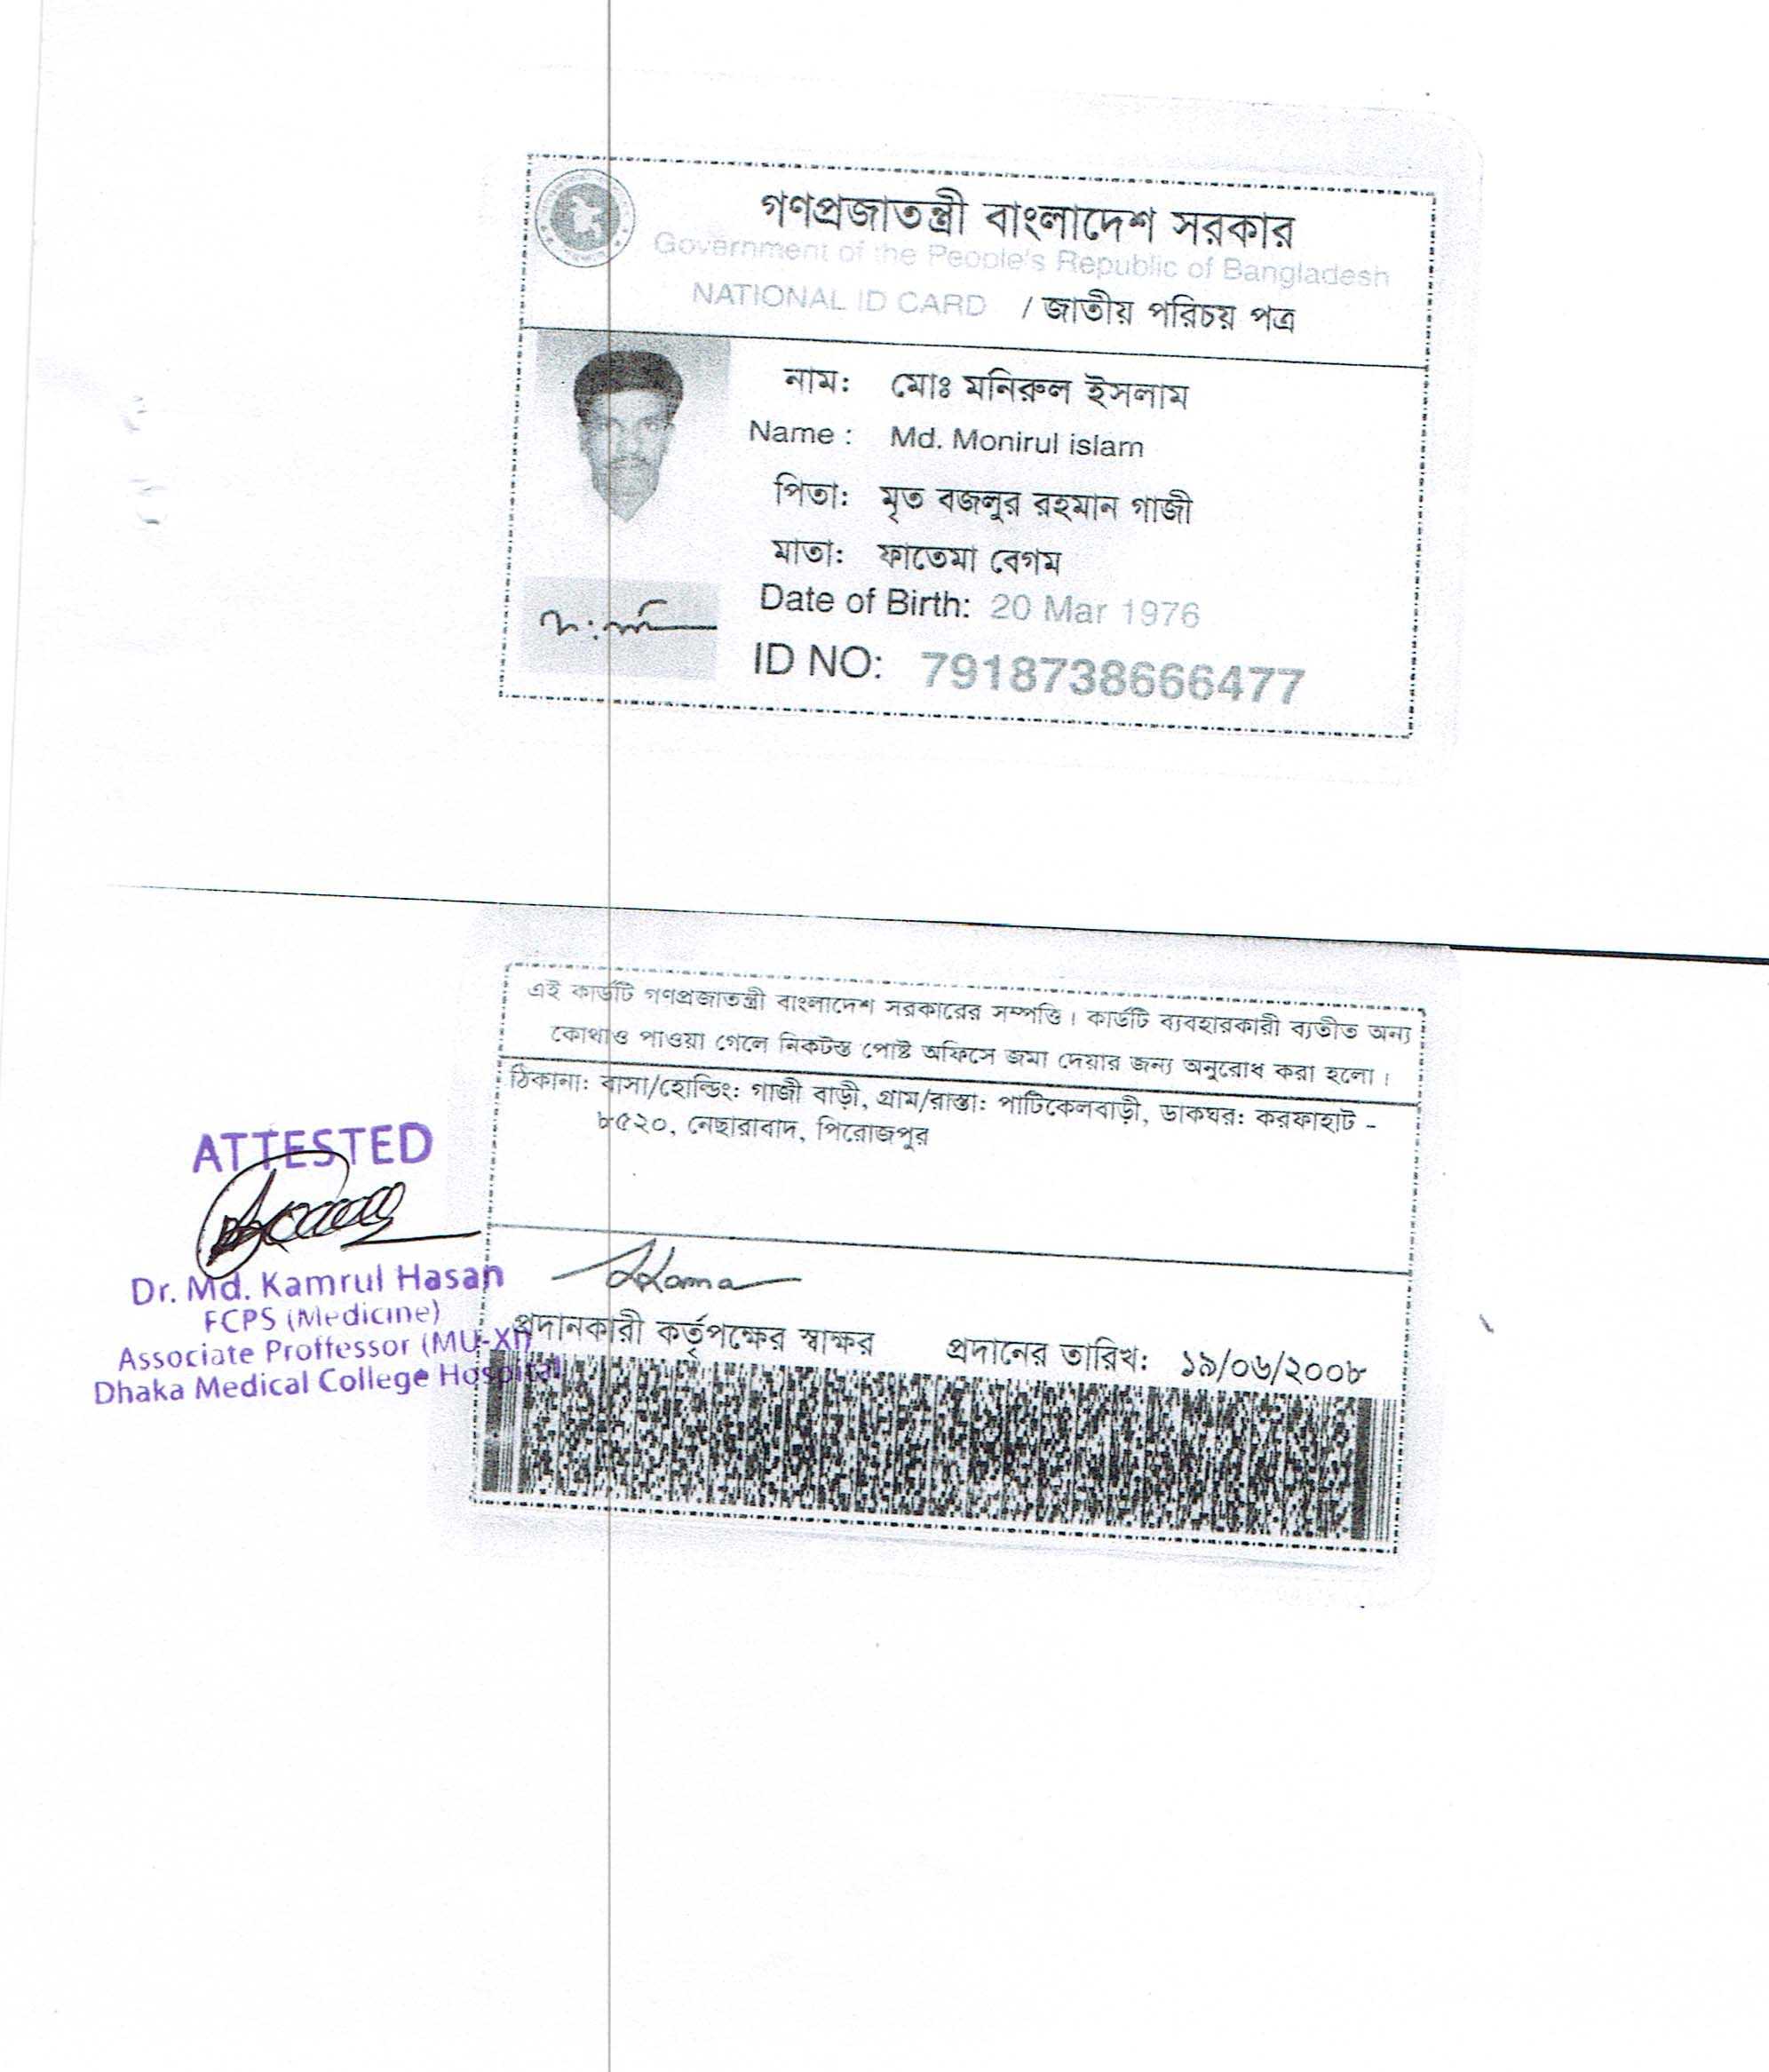 গণপ্রজাতন্ত্রী বাংলাদেশ সরকার
Government of the People's Republic of Bangladesh
NATIONAL ID CARD / জাতীয় পরিচয় পত্র
নাম: মোঃ মনিরুল ইসলাম
Name : Md. Monirul islam
পিতা: মৃত বজলুর রহমান গাজী
মাতা: ফাতেমা বেগম
Date of Birth: 20 Mar 1976
ID NO: 7918738666477
এই কার্ডটি গণপ্রজাতন্ত্রী বাংলাদেশ সরকারের সম্পত্তি। কার্ডটি ব্যবহারকারী ব্যতীত অন্য
কোথাও পাওয়া গেলে নিকটস্ত পোষ্ট অফিসে জমা দেয়ার জন্য অনুরোধ করা হলো।
ঠিকানা: বাসা/হোল্ডিং: গাজী বাড়ী, গ্রাম/রাস্তা: পাটিকেলবাড়ী, ডাকঘর: করফাহাট -
৮৫২০, নেছারাবাদ, পিরোজপুর
প্রদানকারী কর্তৃপক্ষের স্বাক্ষর প্রদানের তারিখ: ১৯/০৬/২০০৮
ATTESTED
Dr. Md. Kamrul Hasan
FCPS (Medicine)
Associate Proffessor (MU-XI)
Dhaka Medical College Hospital